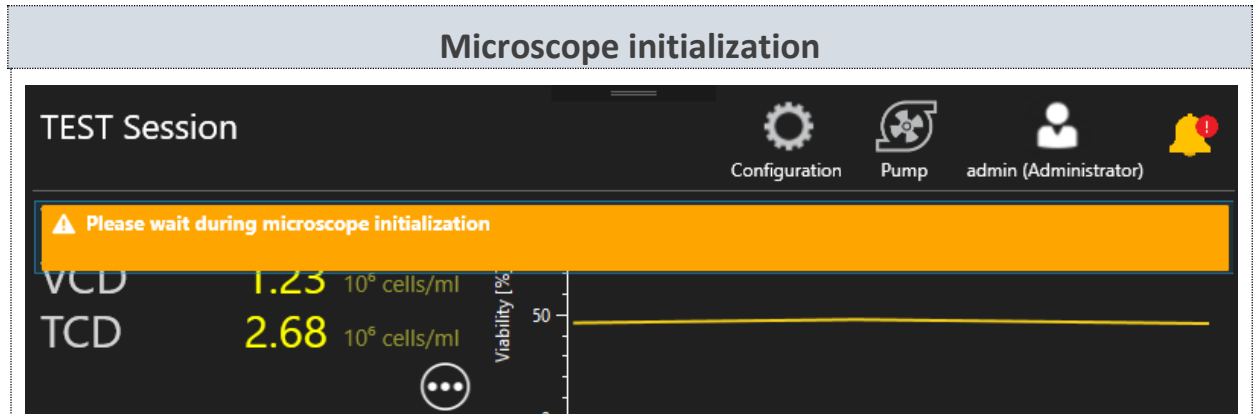 Microscope initialization
TEST Session
Configuration
Pump
admin (Administrator)
Please wait during microscope initialization
VCD 1.23 10⁶ cells/ml
TCD 2.68 10⁶ cells/ml
Viability [%]
50